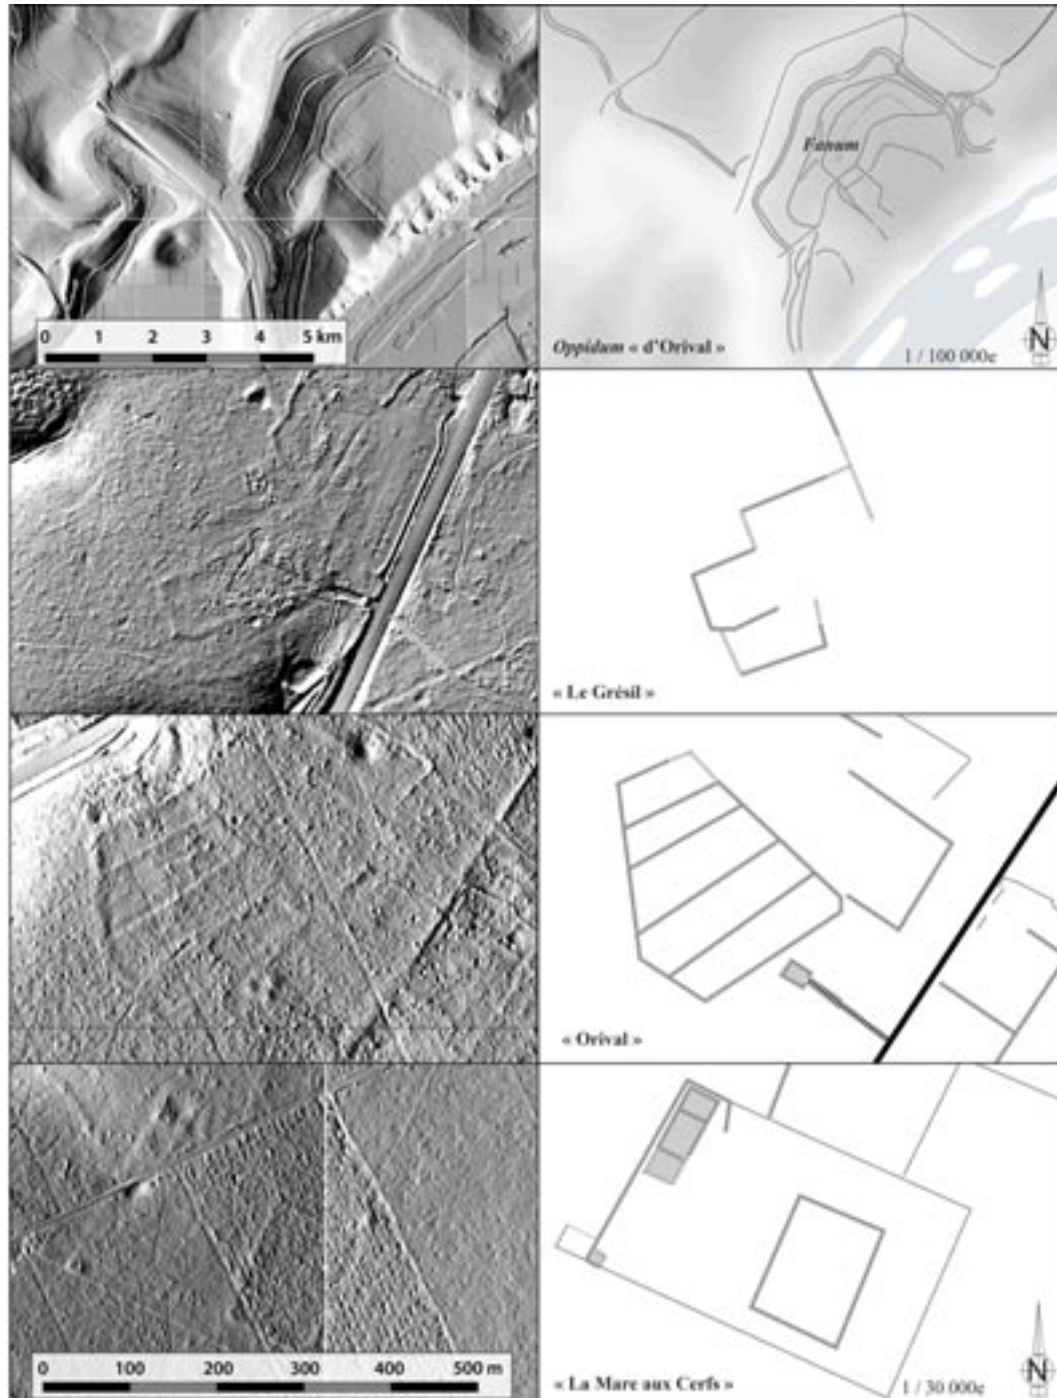 Fanum
0 1 2 3 4 5 km
Oppidum « d'Orival »
N
1 / 100 000e
« Le Grésil »
« Orival »
0 100 200 300 400 500 m
« La Mare aux Cerfs »
N
1 / 30 000e